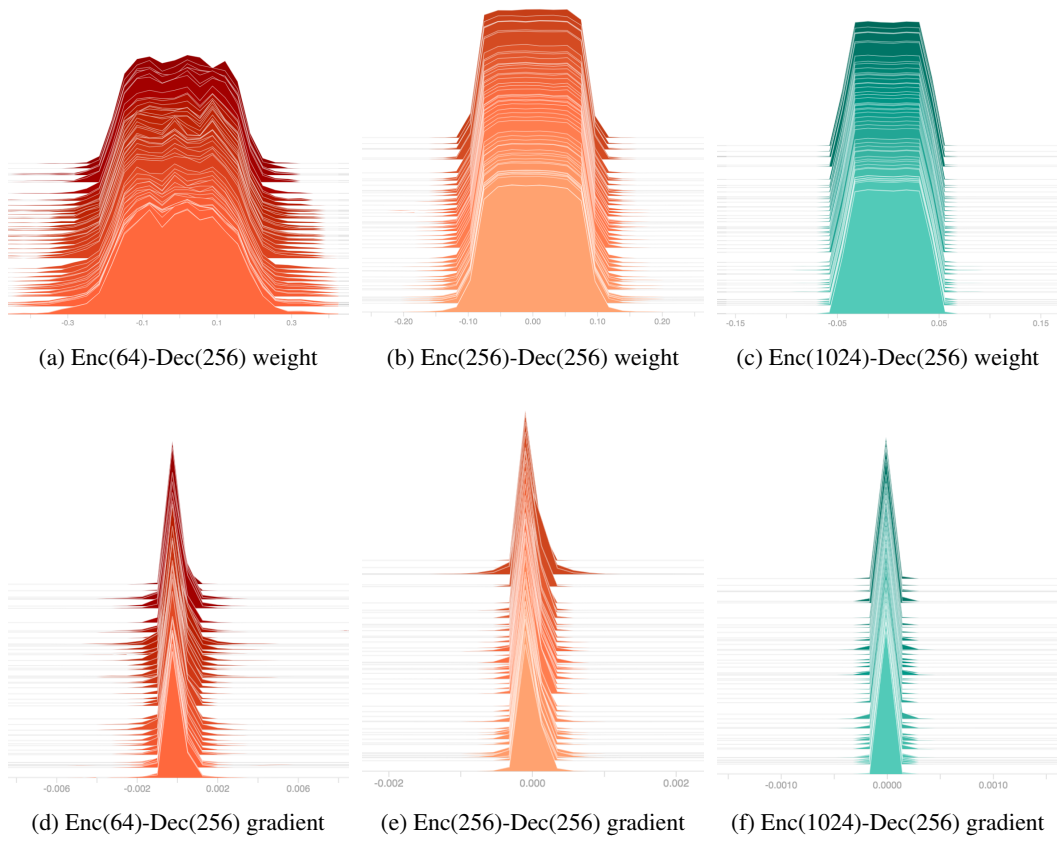 -0.3 -0.1 0.1 0.3
-0.20 -0.10 0.00 0.10 0.20
-0.15 -0.05 0.05 0.15
(a) Enc(64)-Dec(256) weight
(b) Enc(256)-Dec(256) weight
(c) Enc(1024)-Dec(256) weight
-0.006 -0.002 0.002 0.006
-0.002 0.000 0.002
-0.0010 0.0000 0.0010
(d) Enc(64)-Dec(256) gradient
(e) Enc(256)-Dec(256) gradient
(f) Enc(1024)-Dec(256) gradient